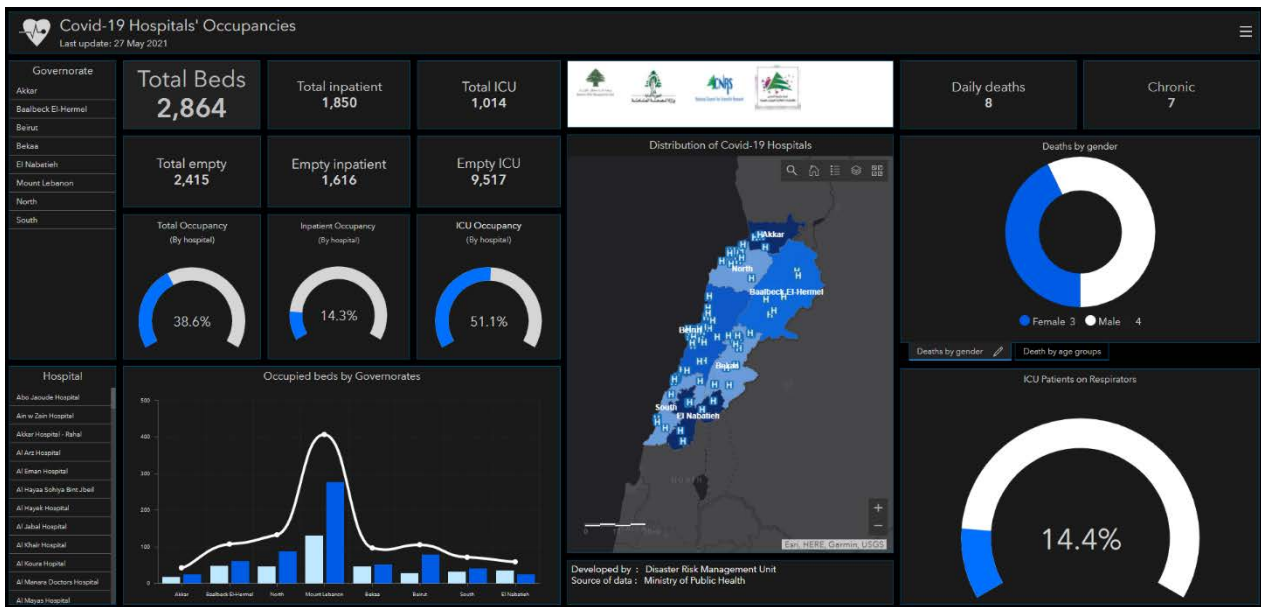 Covid-19 Hospitals' Occupancies
Last update: 27 May 2021
Governorate
Akkar
Baalbeck El-Hermel
Beirut
Bekaa
El Nabatieh
Mount Lebanon
North
South
Total Beds
2,864
Total inpatient
1,850
Total ICU
1,014
Total empty
2,415
Empty inpatient
1,616
Empty ICU
9,517
Total Occupancy
(By hospital)
38.6%
Inpatient Occupancy
(By hospital)
14.3%
ICU Occupancy
(By hospital)
51.1%
CNRS
Daily deaths
8
Chronic
7
Distribution of Covid-19 Hospitals
Akkar
North
Baalbeck El-Hermel
Beirut
Bekaa
South
El Nabatieh
Esri, HERE, Garmin, USGS
Deaths by gender
Female 3
Male 4
Deaths by gender
Death by age groups
Hospital
Abo Jaoude Hospital
Ain w Zain Hospital
Akkar Hospital - Rahal
Al Arz Hospital
Al Eman Hospital
Al Hayaa Sohiya Bint Jbeil
Al Hayek Hospital
Al Jabal Hospital
Al Khair Hospital
Al Koura Hopital
Al Manara Doctors Hospital
Al Mayas Hospital
Occupied beds by Governorates
500
400
300
200
100
0
Akkar
Baalbeck El-Hermel
North
Mount Lebanon
Bekaa
Beirut
South
El Nabatieh
Developed by : Disaster Risk Management Unit
Source of data : Ministry of Public Health
ICU Patients on Respirators
14.4%